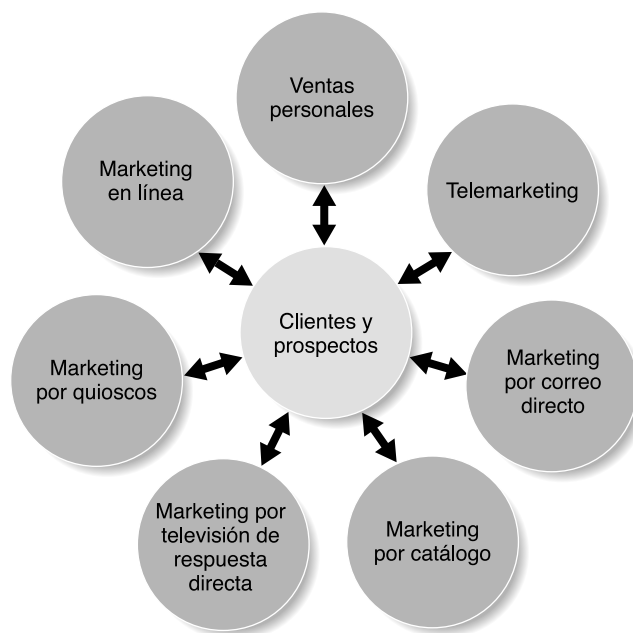 Ventas
personales
Telemarketing
Marketing
por correo
directo
Marketing
por catálogo
Marketing por
televisión de
respuesta
directa
Marketing
por quioscos
Marketing
en línea
Clientes y
prospectos